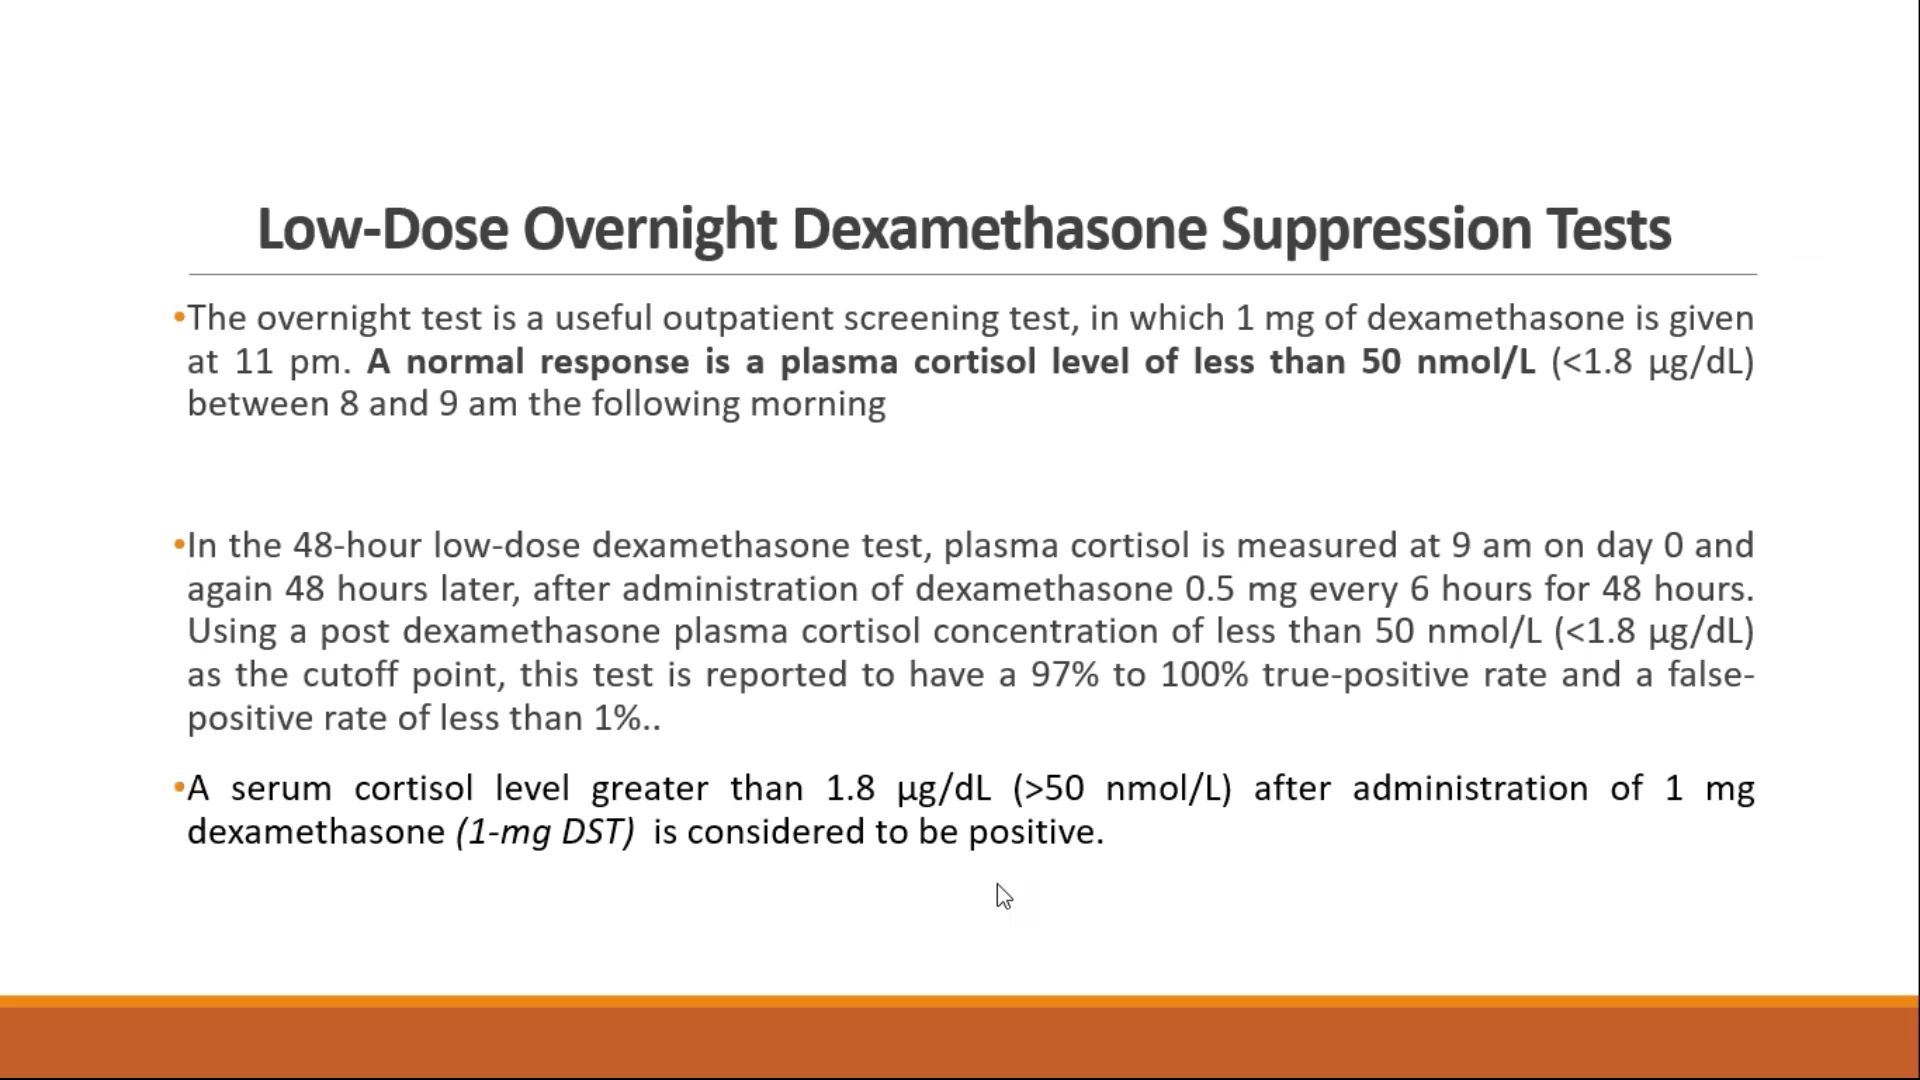 Low-Dose Overnight Dexamethasone Suppression Tests
•The overnight test is a useful outpatient screening test, in which 1 mg of dexamethasone is given
at 11 pm. A normal response is a plasma cortisol level of less than 50 nmol/L (<1.8 µg/dL)
between 8 and 9 am the following morning
•In the 48-hour low-dose dexamethasone test, plasma cortisol is measured at 9 am on day 0 and
again 48 hours later, after administration of dexamethasone 0.5 mg every 6 hours for 48 hours.
Using a post dexamethasone plasma cortisol concentration of less than 50 nmol/L (<1.8 µg/dL)
as the cutoff point, this test is reported to have a 97% to 100% true-positive rate and a false-
positive rate of less than 1%..
•A serum cortisol level greater than 1.8 µg/dL (>50 nmol/L) after administration of 1 mg
dexamethasone (1-mg DST) is considered to be positive.